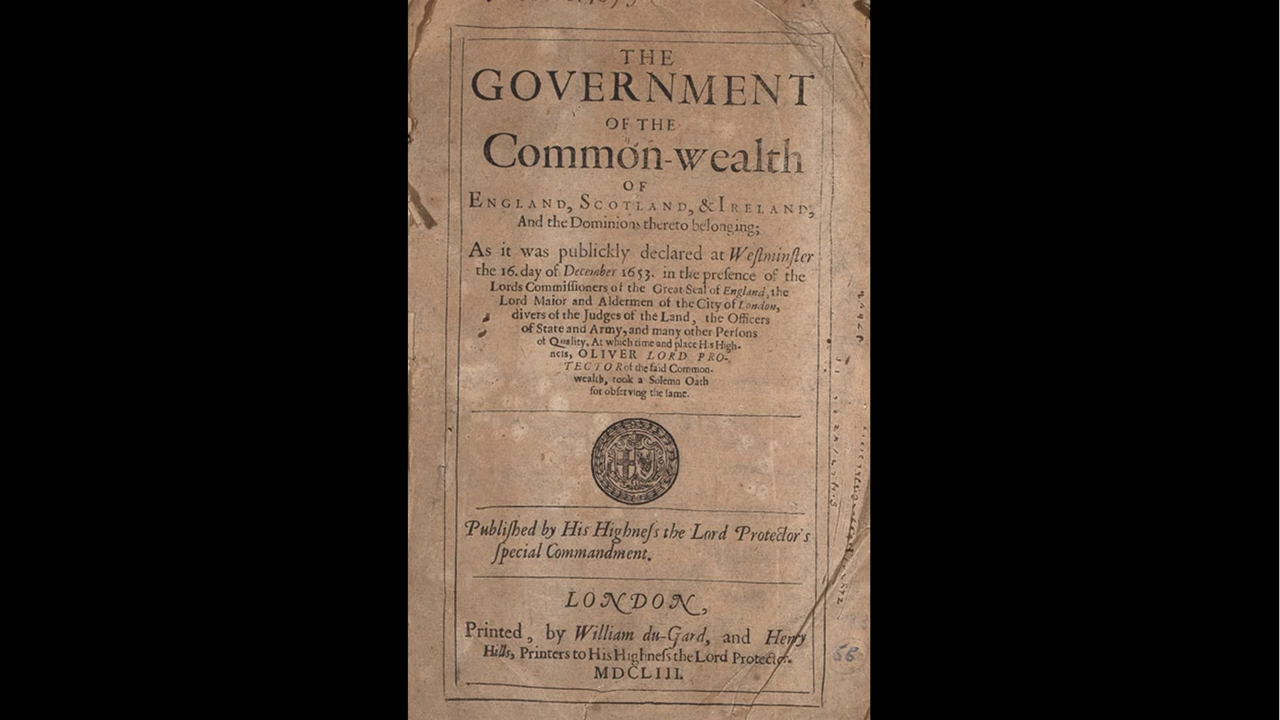 THE
GOVERNMENT
OF THE
Common-wealth
OF
ENGLAND, SCOTLAND, & IRELAND,
And the Dominions thereto belonging;
As it was publickly declared at Weſtminſter
the 16. day of December 1653. in the preſence of the
Lords Commiſſioners of the Great Seal of England, the
Lord Maior and Aldermen of the City of London,
divers of the Judges of the Land, the Officers
of State and Army, and many other Perſons
of Quality, At which time and place His High-
neſs, OLIVER LORD PRO-
TECTOR of the ſaid Common-
wealth, took a Solemn Oath
for obſerving the ſame.
Publiſhed by His Highneſs the Lord Protector's
ſpecial Commandment.
LONDON,
Printed, by William du-Gard, and Henry
Hills, Printers to His Highneſs the Lord Protector.
MDCLIII.